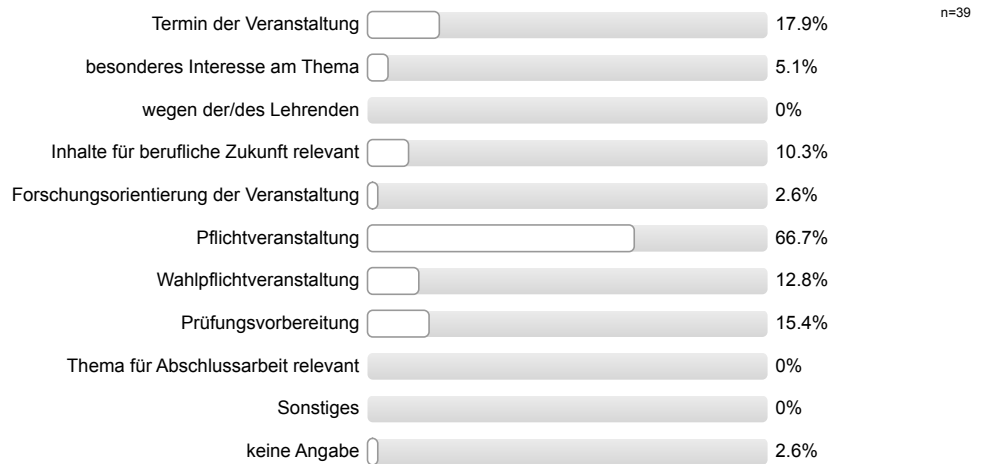 n=39
Termin der Veranstaltung 17.9%
besonderes Interesse am Thema 5.1%
wegen der/des Lehrenden 0%
Inhalte für berufliche Zukunft relevant 10.3%
Forschungsorientierung der Veranstaltung 2.6%
Pflichtveranstaltung 66.7%
Wahlpflichtveranstaltung 12.8%
Prüfungsvorbereitung 15.4%
Thema für Abschlussarbeit relevant 0%
Sonstiges 0%
keine Angabe 2.6%